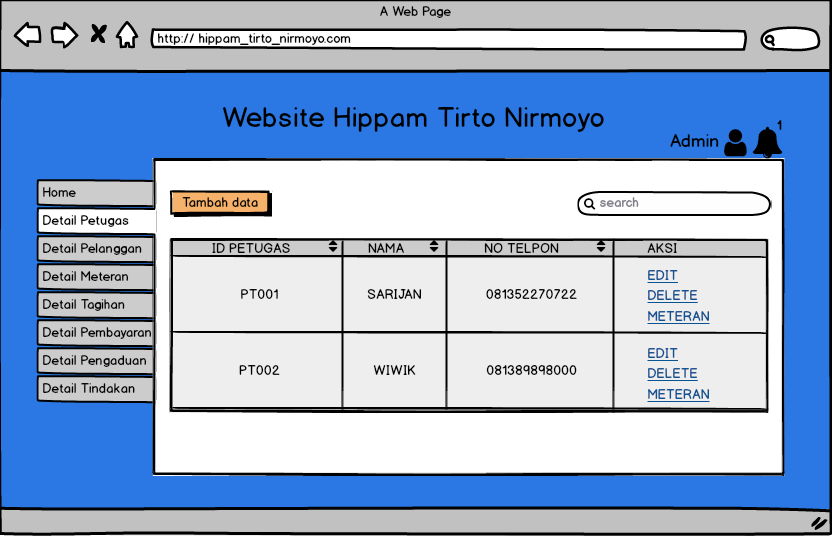 A Web Page
http:// hippam_tirto_nirmoyo.com
Website Hippam Tirto Nirmoyo
Admin
1
Home
Detail Petugas
Detail Pelanggan
Detail Meteran
Detail Tagihan
Detail Pembayaran
Detail Pengaduan
Detail Tindakan
Tambah data
search
ID PETUGAS NAMA NO TELPON AKSI
PT001 SARIJAN 081352270722
EDIT
DELETE
METERAN
PT002 WIWIK 081389898000
EDIT
DELETE
METERAN